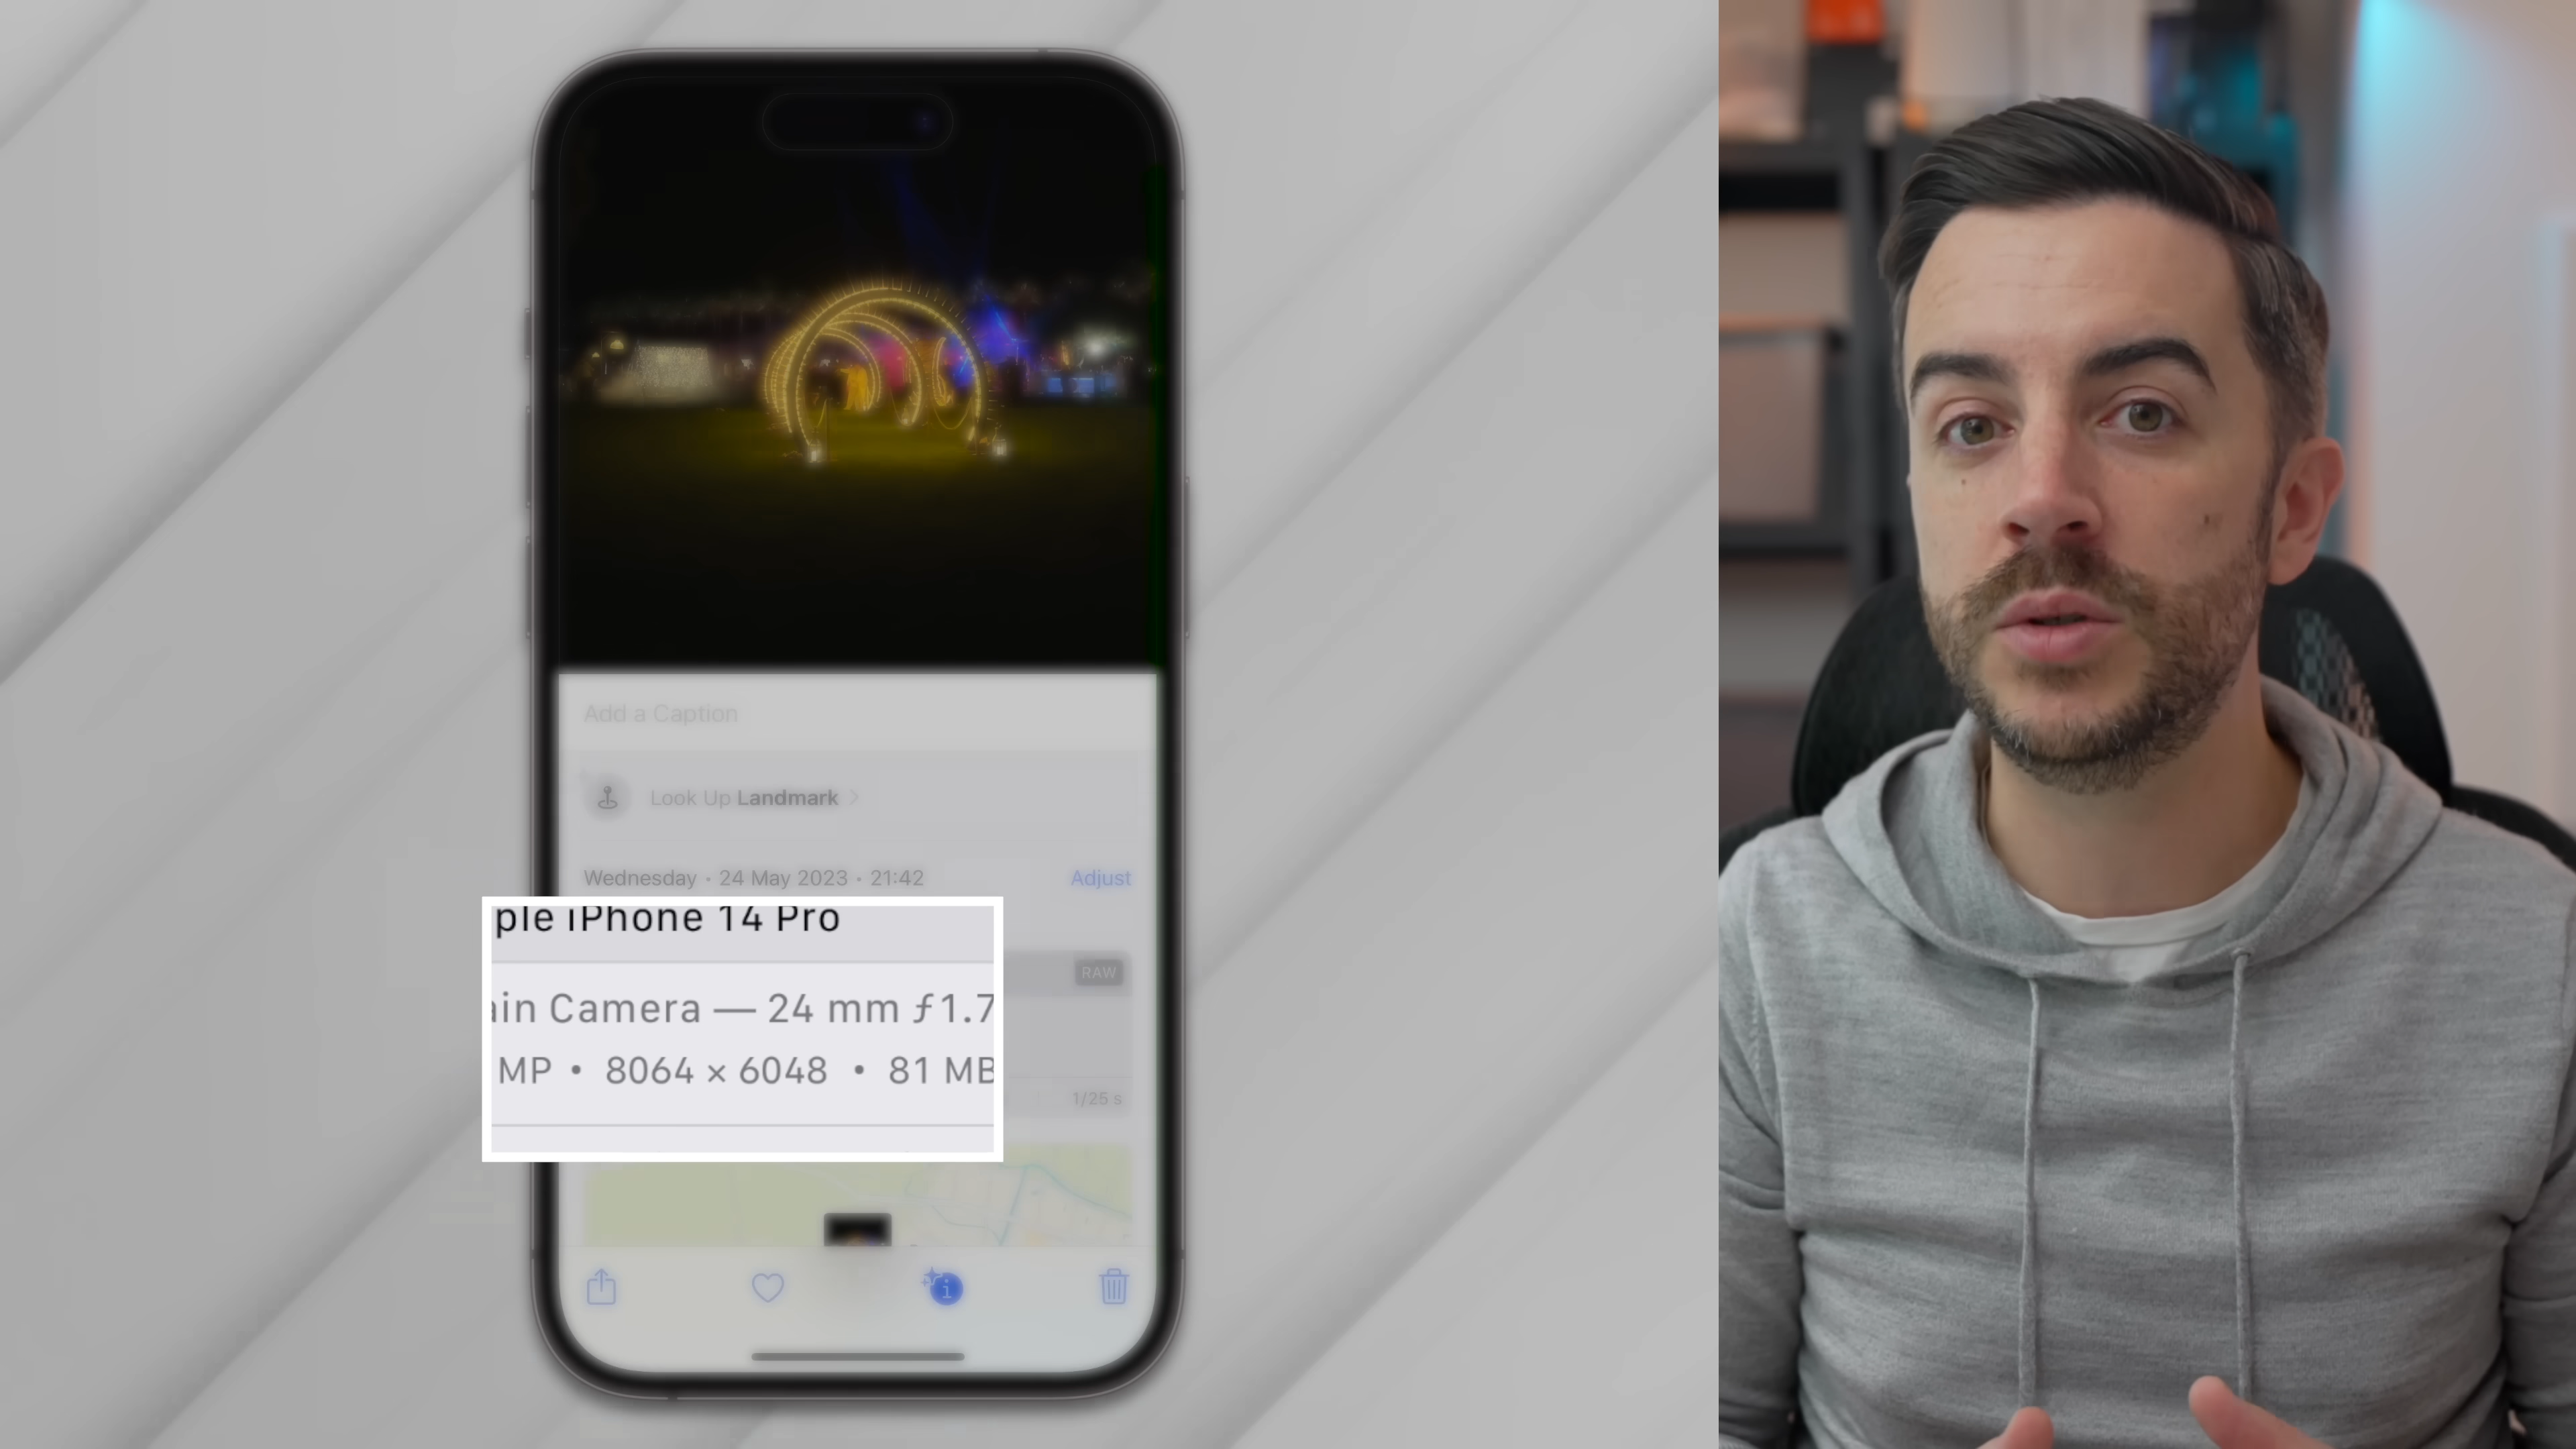 Add a Caption
Look Up Landmark
Wednesday • 24 May 2023 • 21:42
Adjust
ple iPhone 14 Pro
RAW
ain Camera — 24 mm ƒ1.7
MP • 8064 × 6048 • 81 MB
1/25 s